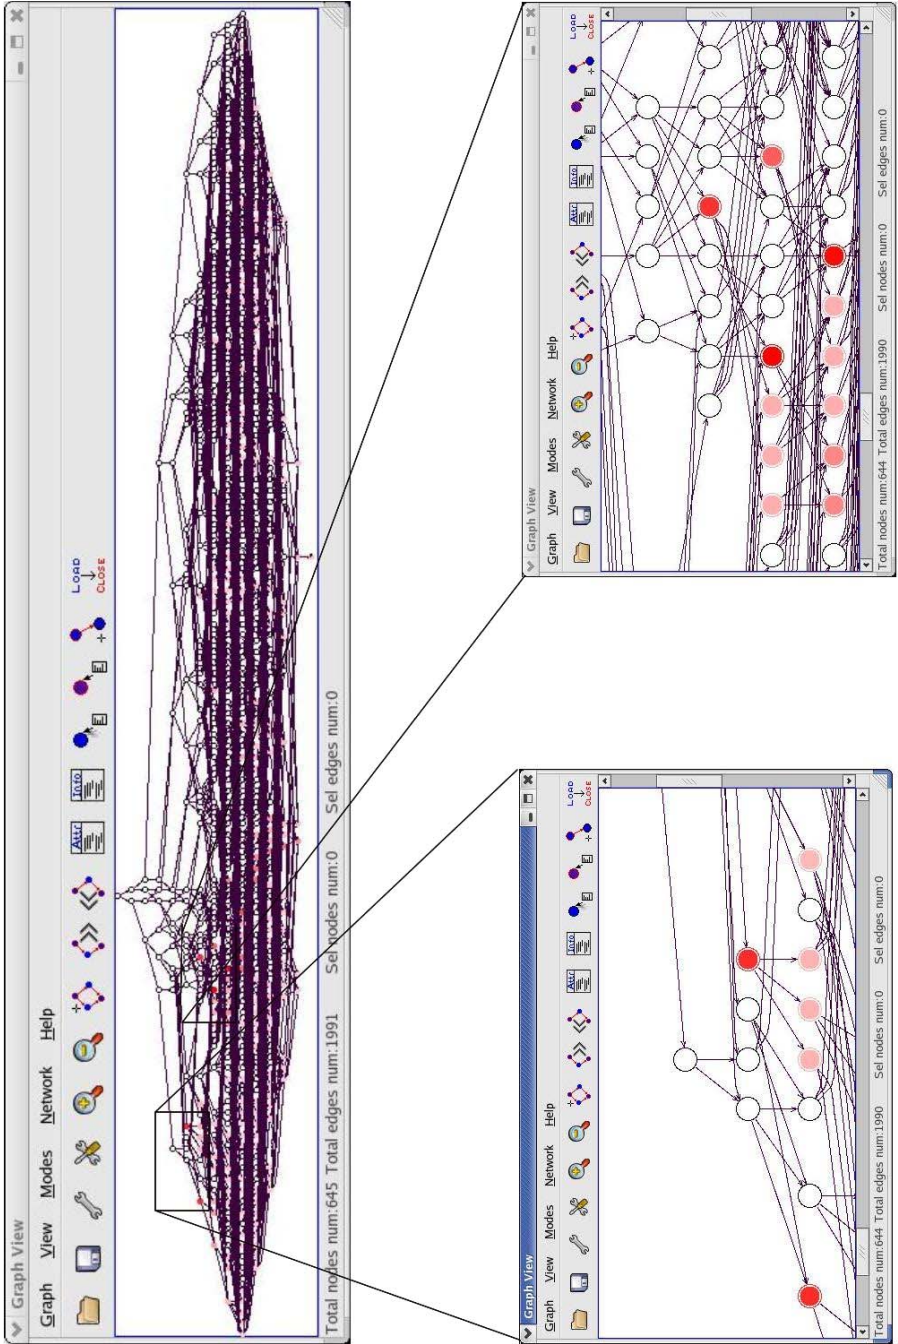 Graph View
Graph View Modes Network Help
Attr Info E E LOAD CLOSE
Total nodes num:645 Total edges num:1991 Sel nodes num:0 Sel edges num:0
Graph View
Graph View Modes Network Help
Attr Info E E LOAD CLOSE
Total nodes num:644 Total edges num:1990 Sel nodes num:0 Sel edges num:0
Graph View
Graph View Modes Network Help
Attr Info E E LOAD CLOSE
Total nodes num:644 Total edges num:1990 Sel nodes num:0 Sel edges num:0